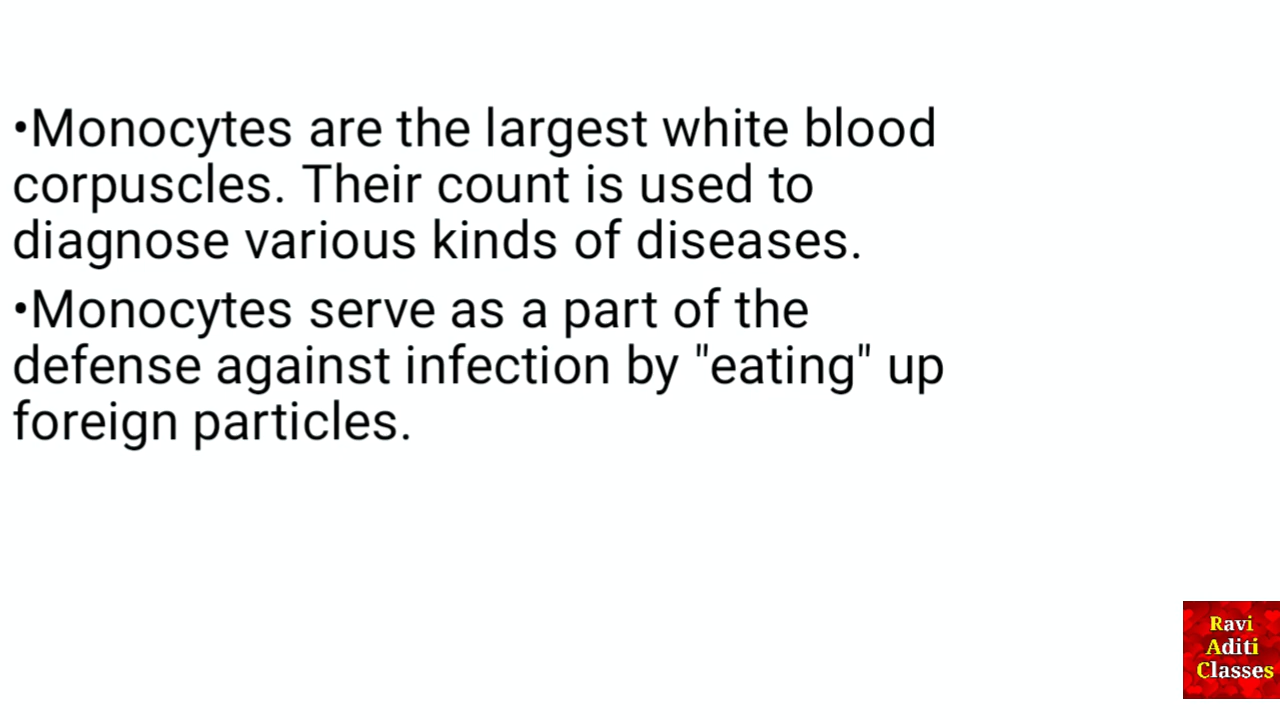 •Monocytes are the largest white blood
corpuscles. Their count is used to
diagnose various kinds of diseases.
•Monocytes serve as a part of the
defense against infection by "eating" up
foreign particles.
Ravi
Aditi
Classes